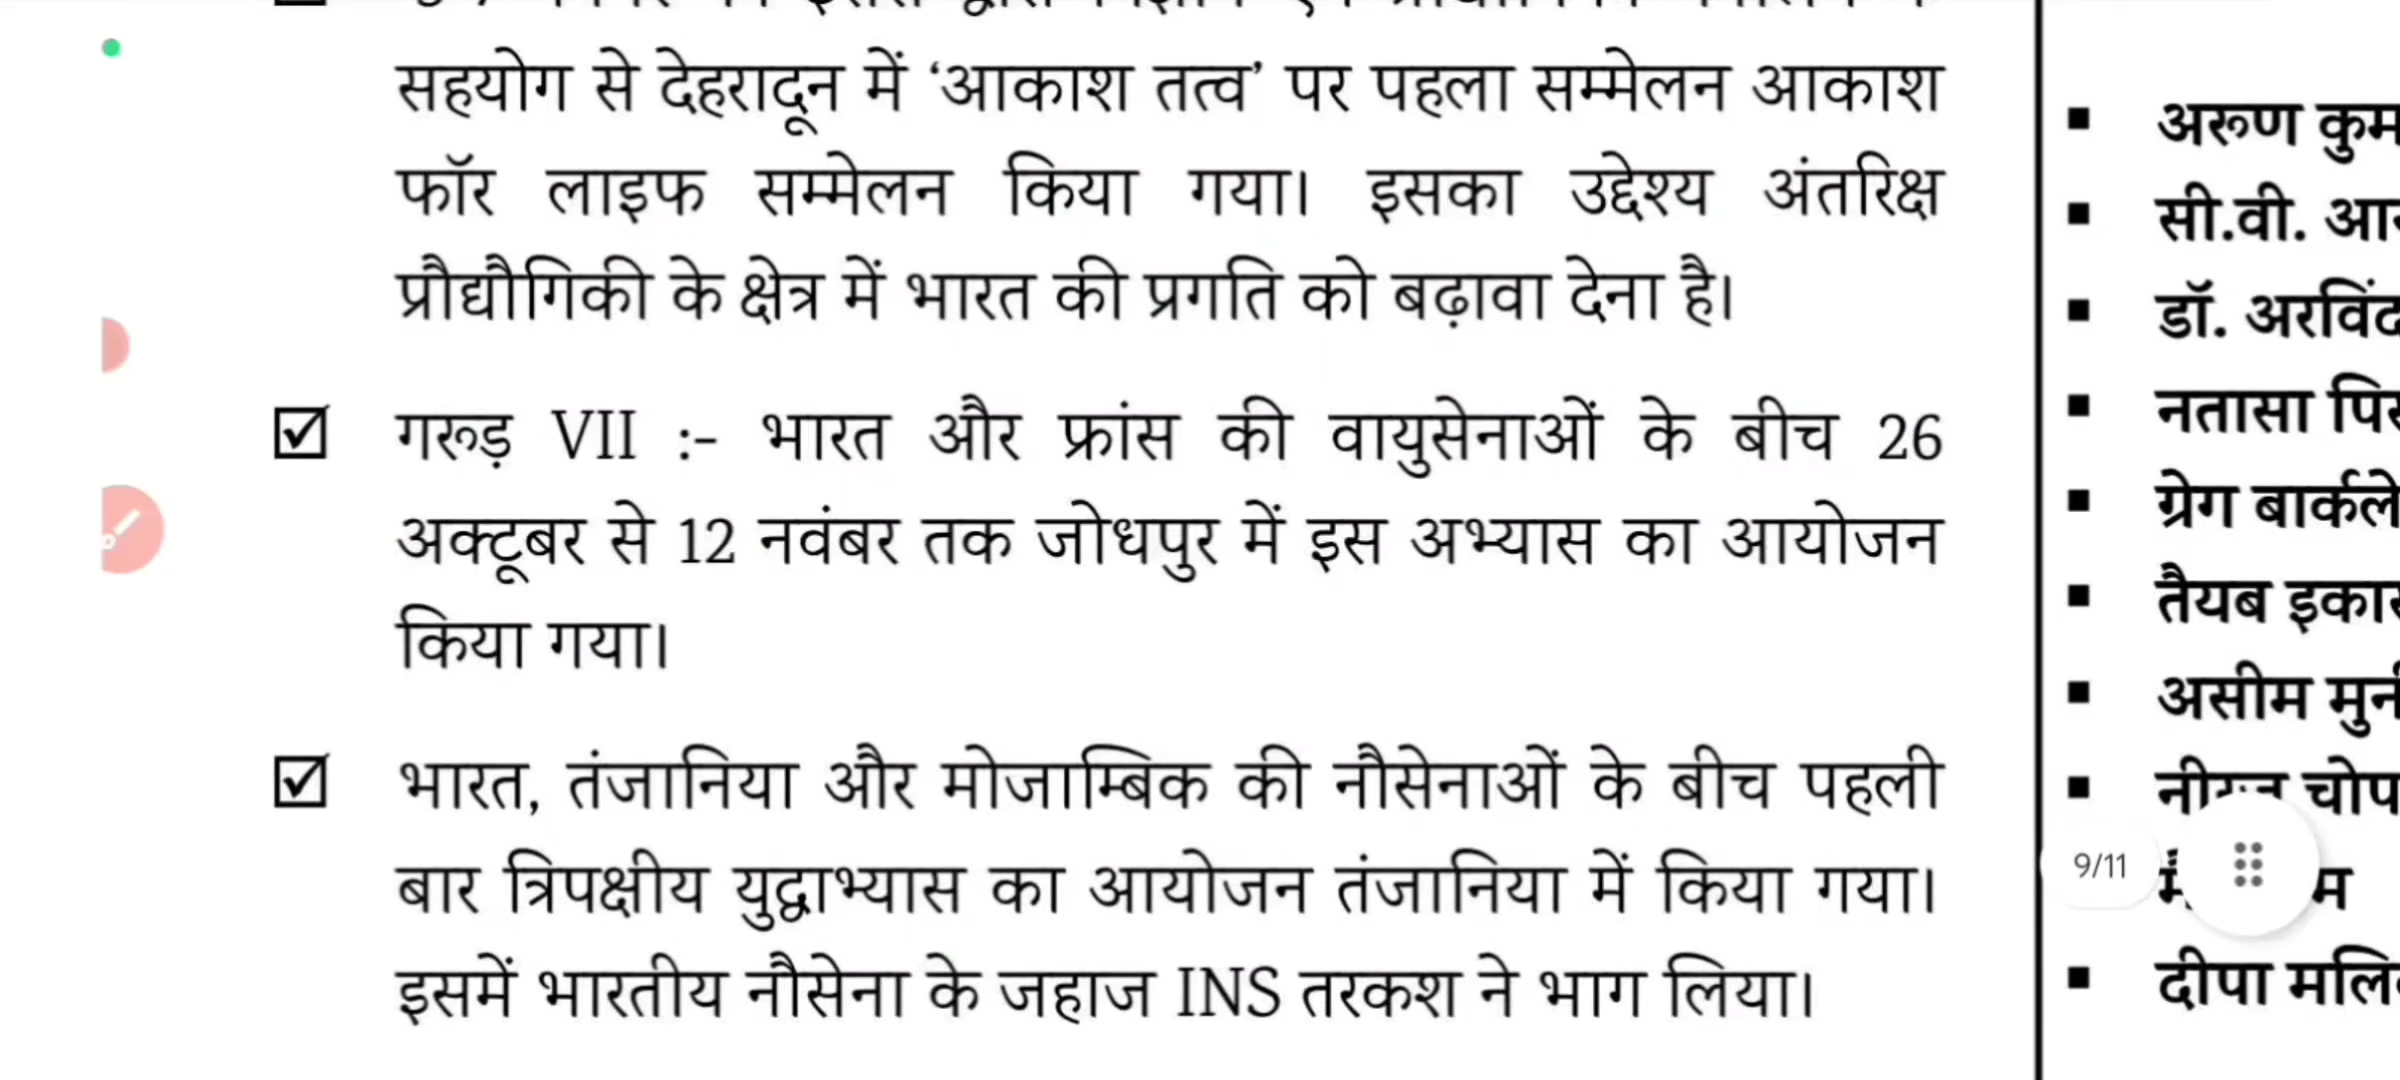 सहयोग से देहरादून में ‘आकाश तत्व’ पर पहला सम्मेलन आकाश
फॉर लाइफ सम्मेलन किया गया। इसका उद्देश्य अंतरिक्ष
प्रौद्यौगिकी के क्षेत्र में भारत की प्रगति को बढ़ावा देना है।
गरूड़ VII :- भारत और फ्रांस की वायुसेनाओं के बीच 26
अक्टूबर से 12 नवंबर तक जोधपुर में इस अभ्यास का आयोजन
किया गया।
भारत, तंजानिया और मोजाम्बिक की नौसेनाओं के बीच पहली
बार त्रिपक्षीय युद्धाभ्यास का आयोजन तंजानिया में किया गया।
इसमें भारतीय नौसेना के जहाज INS तरकश ने भाग लिया।
अरूण
सी.वी.
डॉ. अरविंद
नतासा
ग्रेग बार्कले
तैयब
असीम
चोप
9/11
दीपा